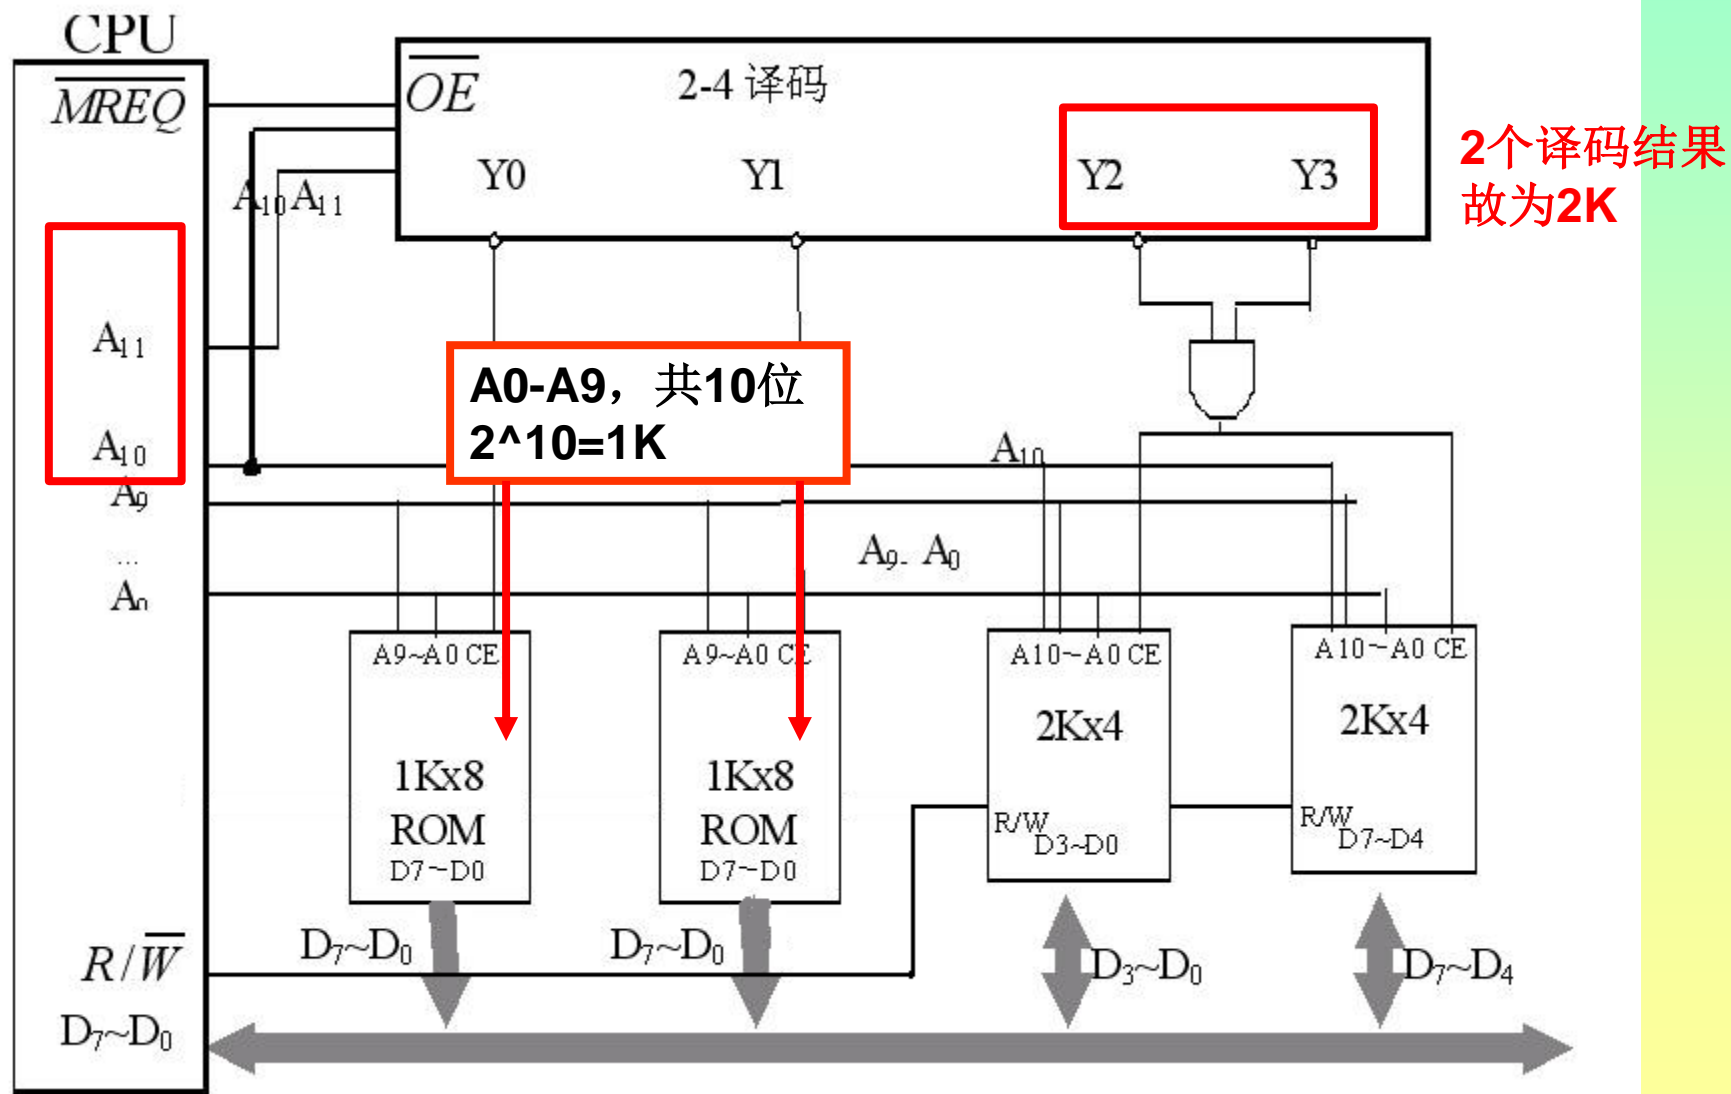 CPU
MREQ
OE
2-4 译码
Y0 Y1 Y2 Y3
2个译码结果
故为2K
A10 A11
A11
A0-A9，共10位
2^10=1K
A10
A10
A9
A9- A0
...
A0
A9~A0 CE
A9~A0 CE
A10~A0 CE
A10~A0 CE
2Kx4
2Kx4
1Kx8
ROM
D7~D0
1Kx8
ROM
D7~D0
R/W
D3~D0
R/W
D7~D4
R/W
D7~D0
D7~D0
D3~D0
D7~D4
D7~D0